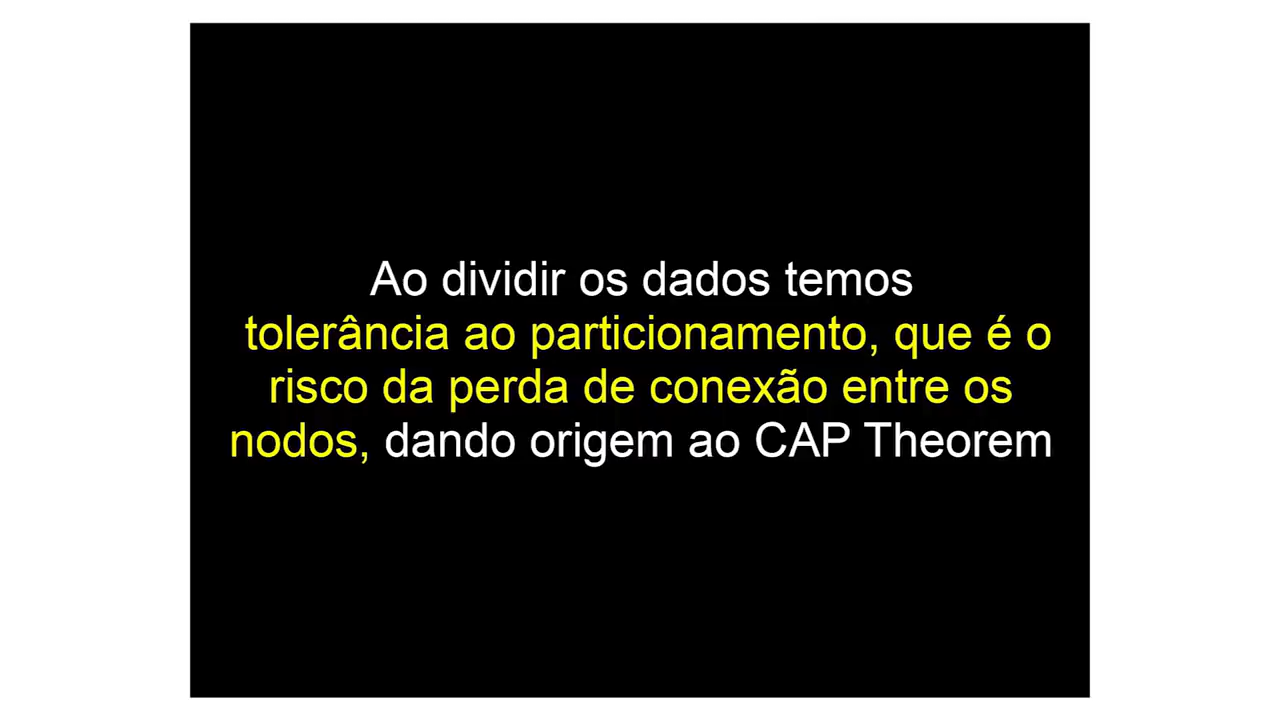 Ao dividir os dados temos
tolerância ao particionamento, que é o
risco da perda de conexão entre os
nodos, dando origem ao CAP Theorem